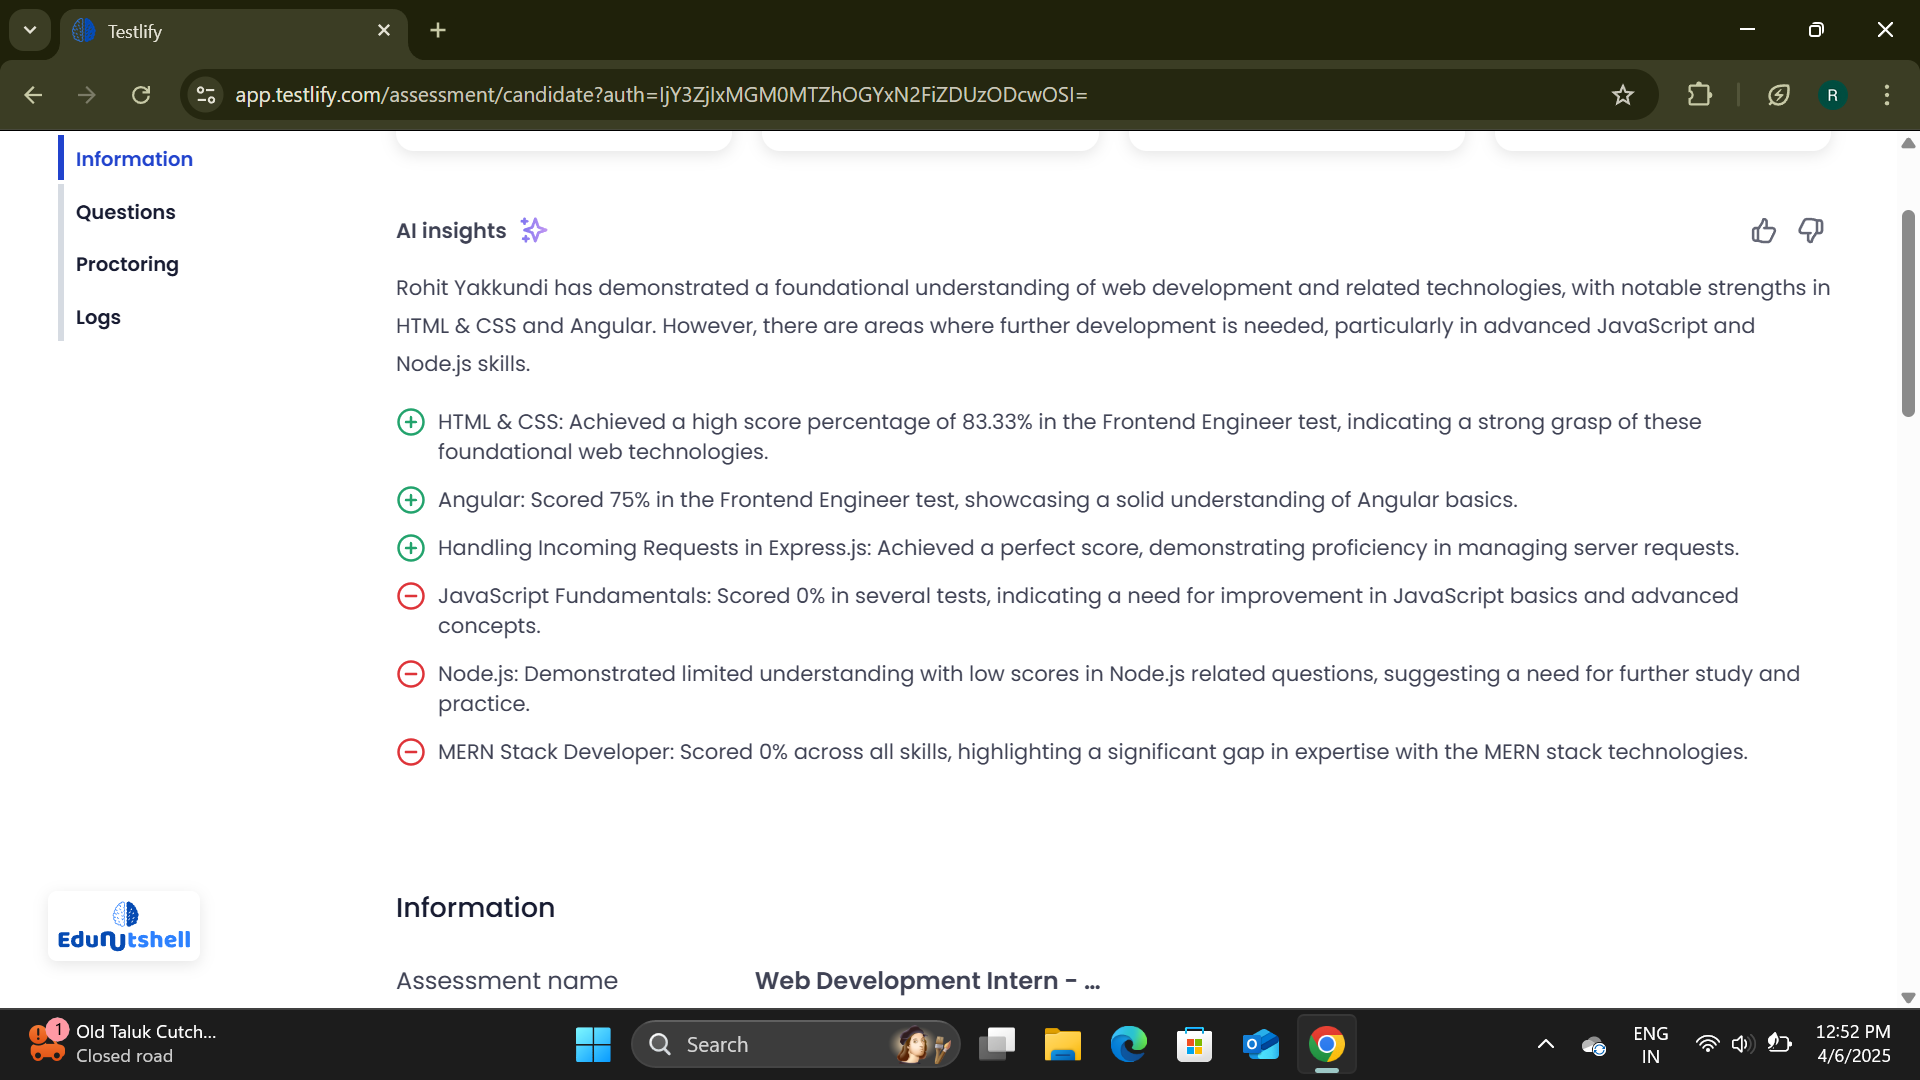 Testlify
app.testlify.com/assessment/candidate?auth=IjY3ZjIxMGM0MTZhOGYxN2FiZDUzODcwOSI=
R
Information
Questions
Proctoring
Logs
AI insights
Rohit Yakkundi has demonstrated a foundational understanding of web development and related technologies, with notable strengths in
HTML & CSS and Angular. However, there are areas where further development is needed, particularly in advanced JavaScript and
Node.js skills.
HTML & CSS: Achieved a high score percentage of 83.33% in the Frontend Engineer test, indicating a strong grasp of these
foundational web technologies.
Angular: Scored 75% in the Frontend Engineer test, showcasing a solid understanding of Angular basics.
Handling Incoming Requests in Express.js: Achieved a perfect score, demonstrating proficiency in managing server requests.
JavaScript Fundamentals: Scored 0% in several tests, indicating a need for improvement in JavaScript basics and advanced
concepts.
Node.js: Demonstrated limited understanding with low scores in Node.js related questions, suggesting a need for further study and
practice.
MERN Stack Developer: Scored 0% across all skills, highlighting a significant gap in expertise with the MERN stack technologies.
EduNutshell
Information
Assessment name Web Development Intern - ...
1
Old Taluk Cutch...
Closed road
Search
ENG
IN
12:52 PM
4/6/2025